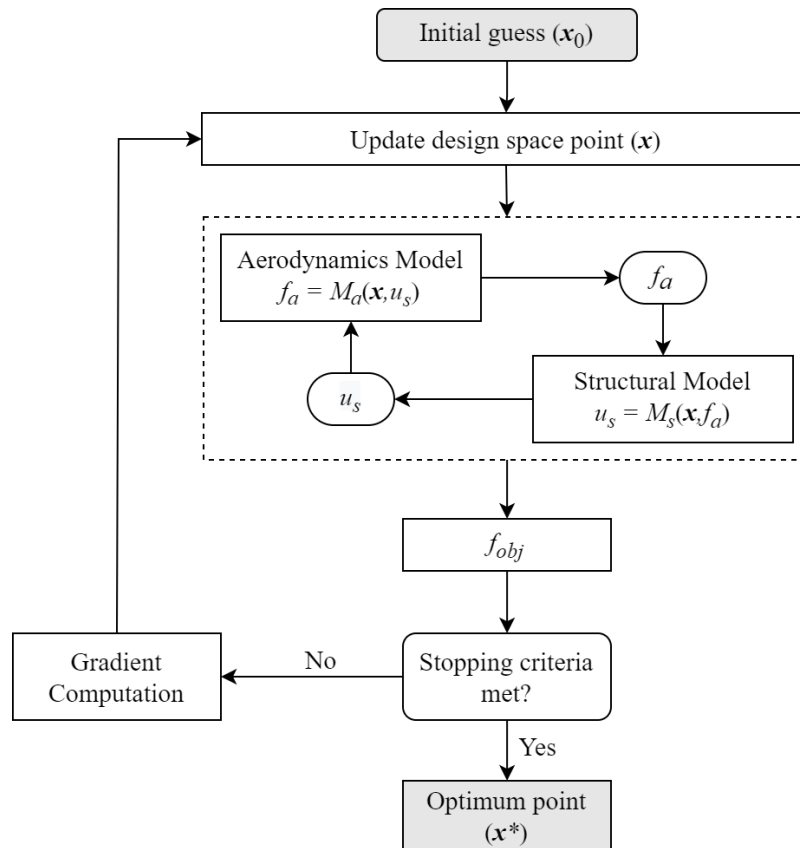 Initial guess (x₀)
Update design space point (x)
Aerodynamics Model
fₐ = Mₐ(x,uₛ)
fₐ
Structural Model
uₛ = Mₛ(x,fₐ)
uₛ
f_obj
Stopping criteria
met?
No
Gradient
Computation
Yes
Optimum point
(x*)